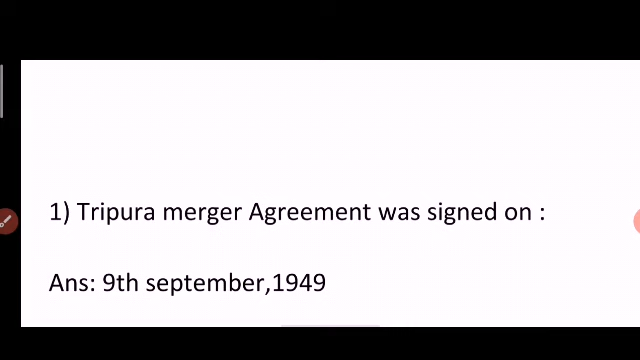 1) Tripura merger Agreement was signed on :
Ans: 9th september,1949